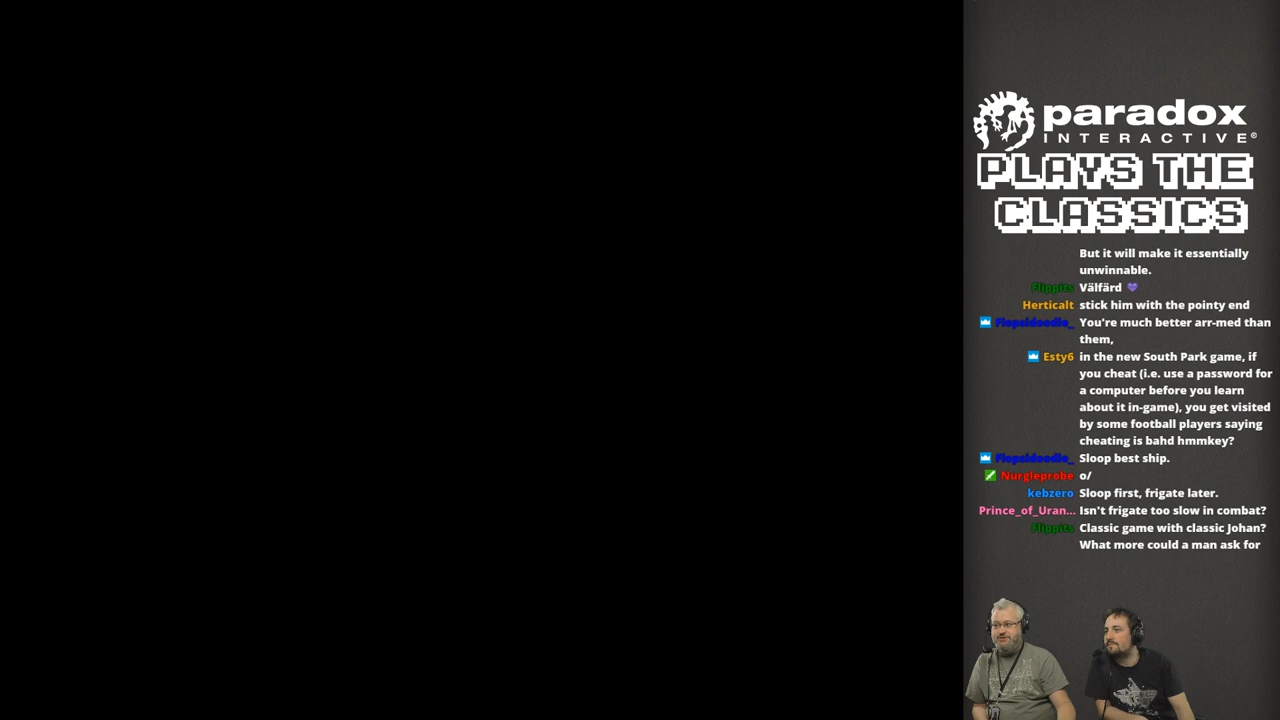 paradox
INTERACTIVE®
PLAYS THE
CLASSICS
But it will make it essentially
unwinnable.
Flippits Välfärd 💜
Herticalt stick him with the pointy end
Flopsidoodle_ You're much better arr-med than
them,
Esty6 in the new South Park game, if
you cheat (i.e. use a password for
a computer before you learn
about it in-game), you get visited
by some football players saying
cheating is bahd hmmkey?
Flopsidoodle_ Sloop best ship.
Nurgleprobe o/
kebzero Sloop first, frigate later.
Prince_of_Uran... Isn't frigate too slow in combat?
Flippits Classic game with classic Johan?
What more could a man ask for